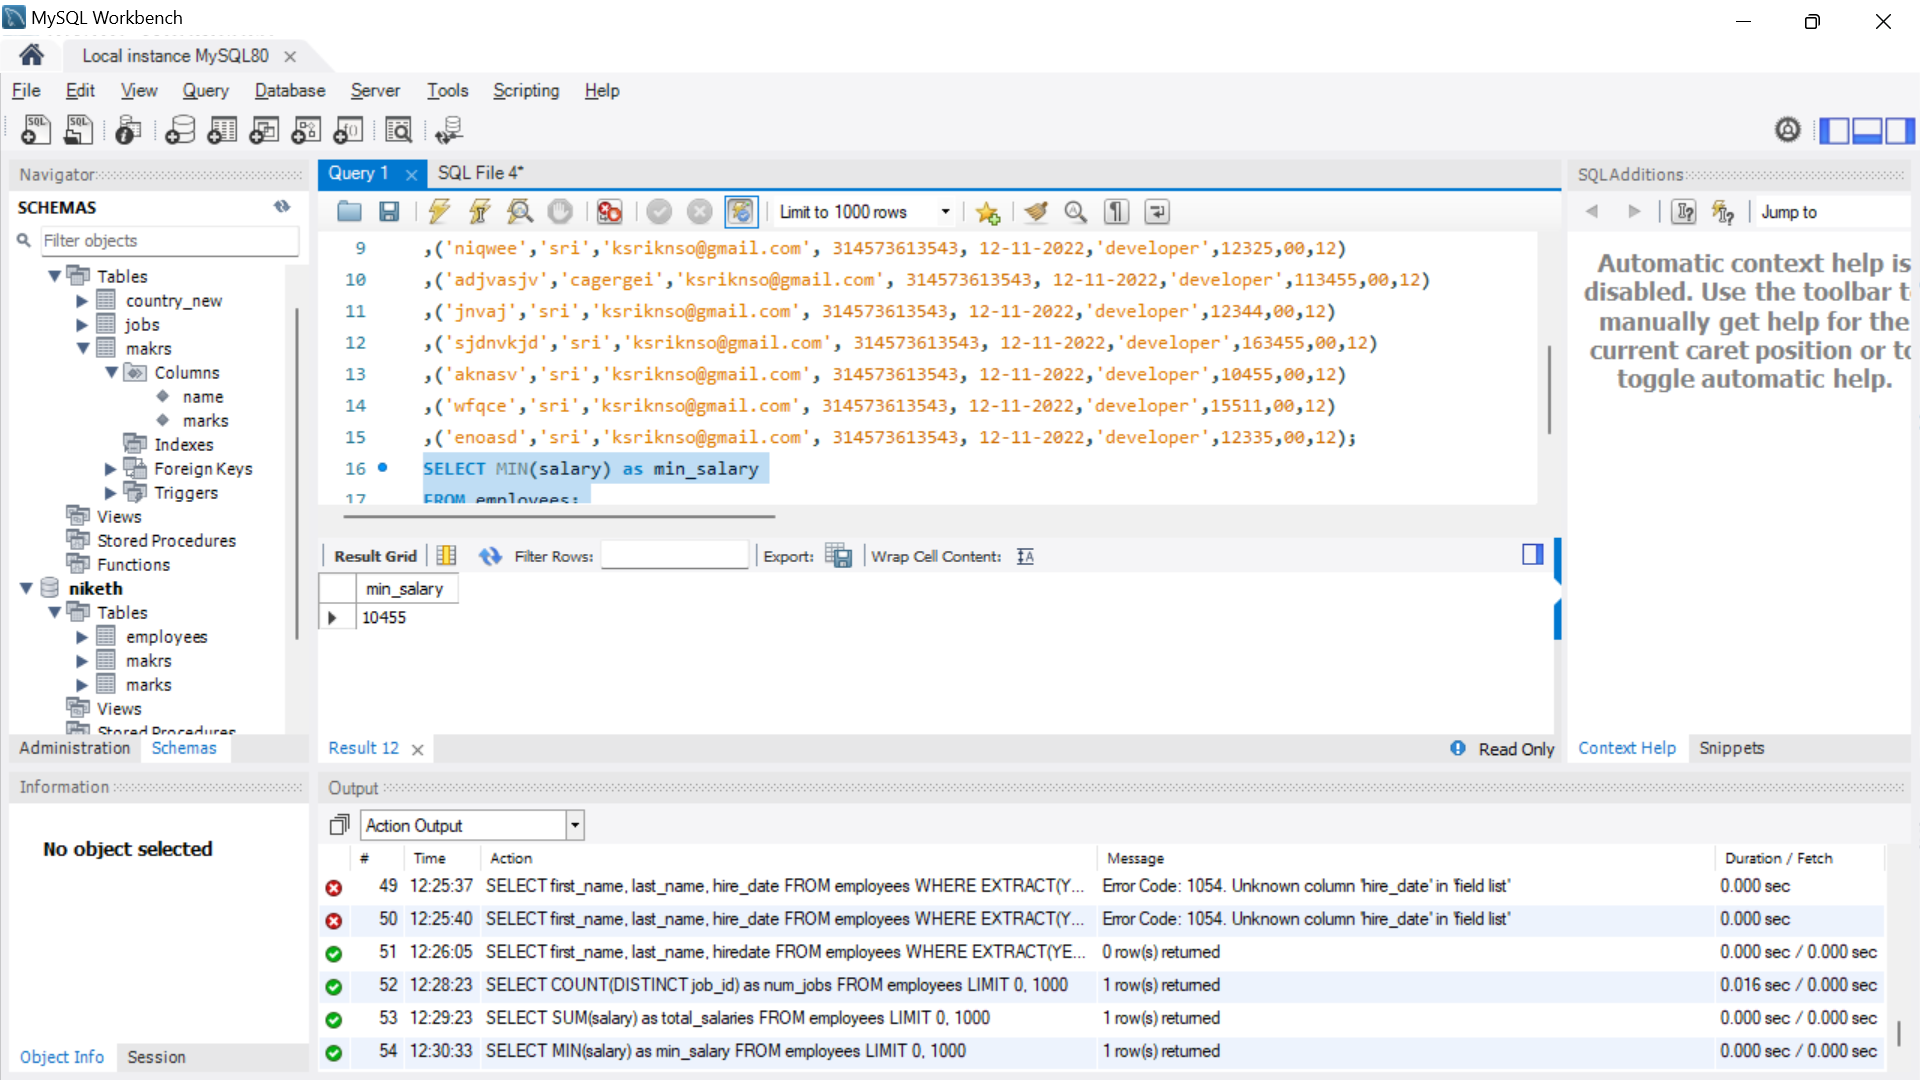 MySQL Workbench
Local instance MySQL80
File Edit View Query Database Server Tools Scripting Help
Navigator
SCHEMAS
Filter objects
Tables
country_new
jobs
makrs
Columns
name
marks
Indexes
Foreign Keys
Triggers
Views
Stored Procedures
Functions
niketh
Tables
employees
makrs
marks
Views
Stored Procedures
Administration Schemas
Information
No object selected
Object Info Session
Query 1 SQL File 4*
Limit to 1000 rows
9 ,('niqwee','sri','ksriknso@gmail.com', 314573613543, 12-11-2022,'developer',12325,00,12)
10 ,('adjvasjv','cagergei','ksriknso@gmail.com', 314573613543, 12-11-2022,'developer',113455,00,12)
11 ,('jnvaj','sri','ksriknso@gmail.com', 314573613543, 12-11-2022,'developer',12344,00,12)
12 ,('sjdnvkjd','sri','ksriknso@gmail.com', 314573613543, 12-11-2022,'developer',163455,00,12)
13 ,('aknasv','sri','ksriknso@gmail.com', 314573613543, 12-11-2022,'developer',10455,00,12)
14 ,('wfqce','sri','ksriknso@gmail.com', 314573613543, 12-11-2022,'developer',15511,00,12)
15 ,('enoasd','sri','ksriknso@gmail.com', 314573613543, 12-11-2022,'developer',12335,00,12);
16 SELECT MIN(salary) as min_salary
17 FROM employees;
Result Grid Filter Rows: Export: Wrap Cell Content:
min_salary
10455
Result 12 Read Only
SQLAdditions
Jump to
Automatic context help is
disabled. Use the toolbar t
manually get help for the
current caret position or to
toggle automatic help.
Context Help Snippets
Output
Action Output
# Time Action Message Duration / Fetch
49 12:25:37 SELECT first_name, last_name, hire_date FROM employees WHERE EXTRACT(Y... Error Code: 1054. Unknown column 'hire_date' in 'field list' 0.000 sec
50 12:25:40 SELECT first_name, last_name, hire_date FROM employees WHERE EXTRACT(Y... Error Code: 1054. Unknown column 'hire_date' in 'field list' 0.000 sec
51 12:26:05 SELECT first_name, last_name, hiredate FROM employees WHERE EXTRACT(YE... 0 row(s) returned 0.000 sec / 0.000 sec
52 12:28:23 SELECT COUNT(DISTINCT job_id) as num_jobs FROM employees LIMIT 0, 1000 1 row(s) returned 0.016 sec / 0.000 sec
53 12:29:23 SELECT SUM(salary) as total_salaries FROM employees LIMIT 0, 1000 1 row(s) returned 0.000 sec / 0.000 sec
54 12:30:33 SELECT MIN(salary) as min_salary FROM employees LIMIT 0, 1000 1 row(s) returned 0.000 sec / 0.000 sec